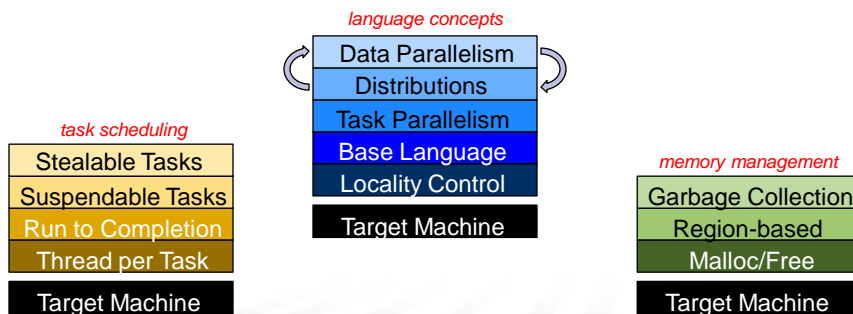 language concepts
Data Parallelism
Distributions
Task Parallelism
Base Language
Locality Control
Target Machine
task scheduling
Stealable Tasks
Suspendable Tasks
Run to Completion
Thread per Task
Target Machine
memory management
Garbage Collection
Region-based
Malloc/Free
Target Machine